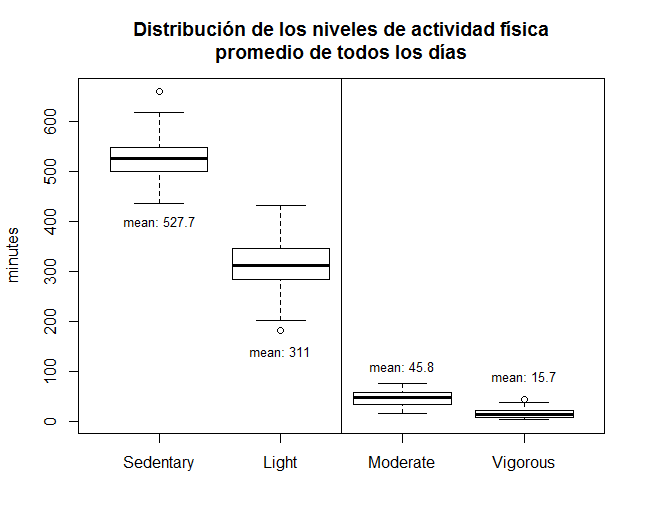 Distribución de los niveles de actividad física
promedio de todos los días
minutes
600
500
400
300
200
100
0
mean: 527.7
mean: 311
mean: 45.8
mean: 15.7
Sedentary
Light
Moderate
Vigorous